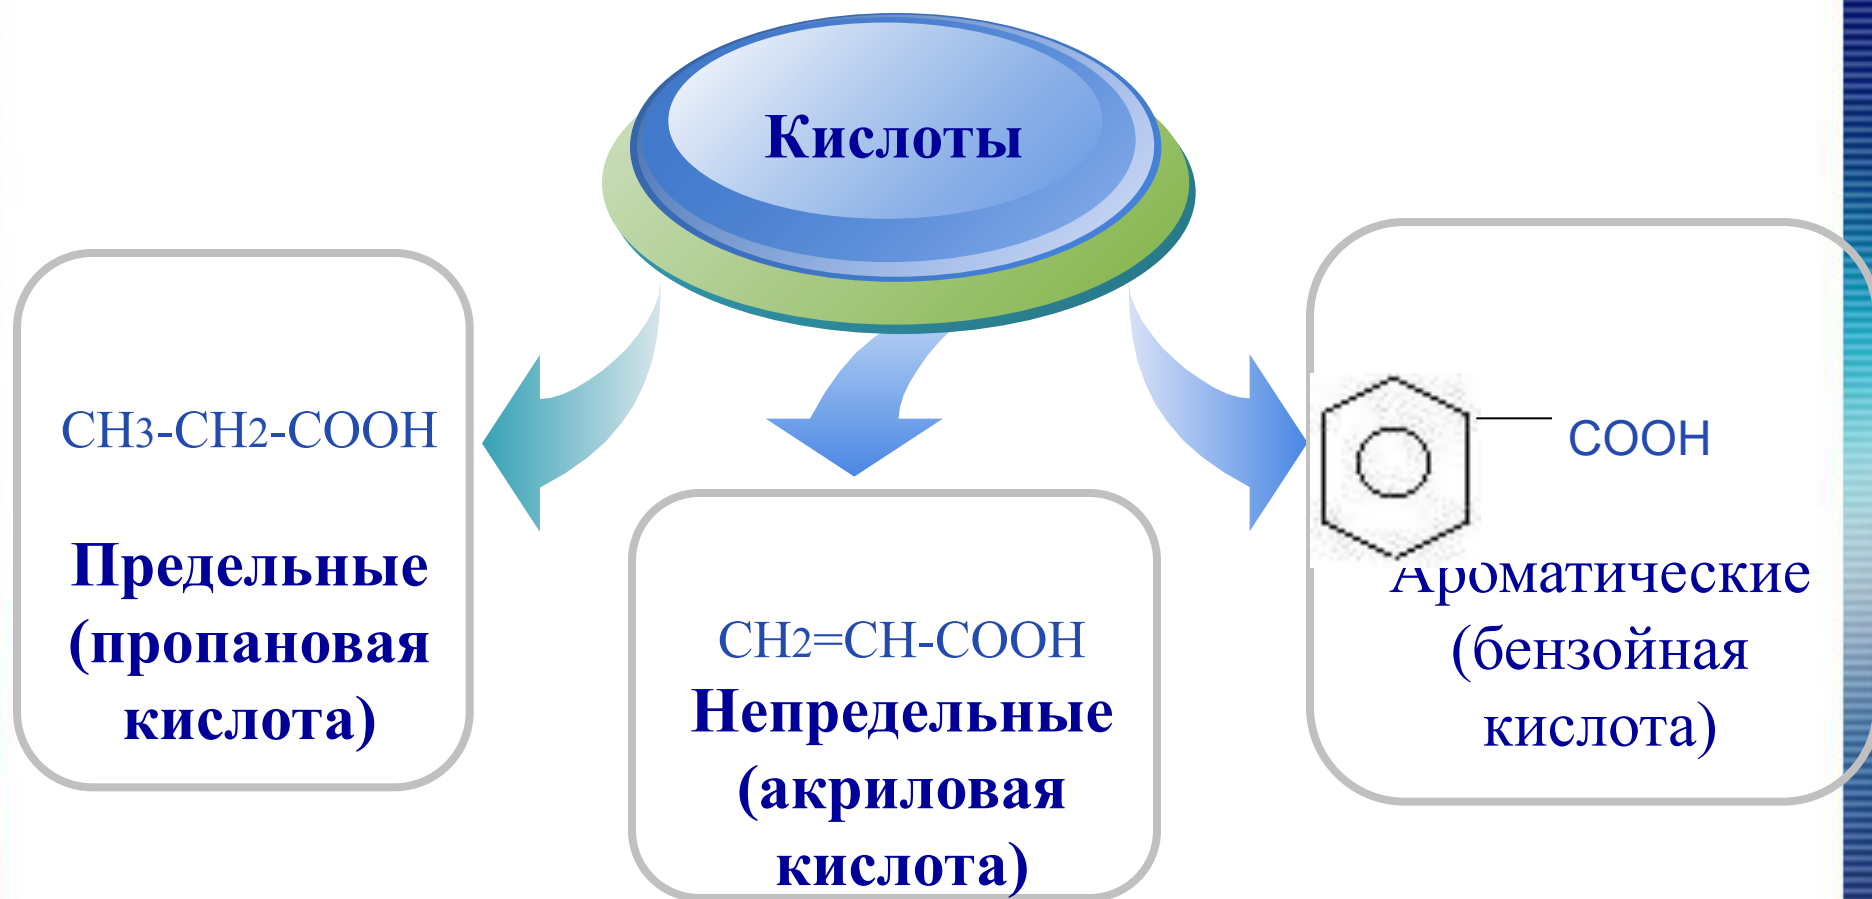 Кислоты
CH3-CH2-COOH
Предельные
(пропановая
кислота)
CH2=CH-COOH
Непредельные
(акриловая
кислота)
COOH
Ароматические
(бензойная
кислота)